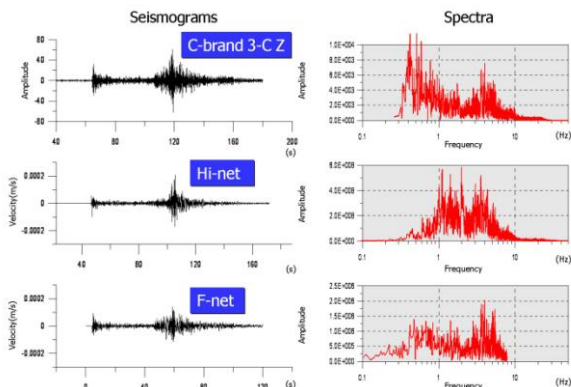 Seismograms
Spectra
C-brand 3-C Z
Amplitude
80
40
0
-40
-80
40
80
120
160
200
(s)
Amplitude
1.0E+004
8.0E+003
6.0E+003
4.0E+003
2.0E+003
0.0E+000
0.1
1
10
(Hz)
Frequency
Hi-net
Velocity(m/s)
0.0002
0
-0.0002
40
80
120
160
(s)
Amplitude
6.0E+008
4.0E+008
2.0E+008
0.0E+000
0.1
1
10
(Hz)
Frequency
F-net
Velocity(m/s)
0.0002
0
-0.0002
40
80
120
(s)
Amplitude
2.5E+008
2.0E+008
1.5E+008
1.0E+008
5.0E+007
0.0E+000
0.1
1
10
(Hz)
Frequency